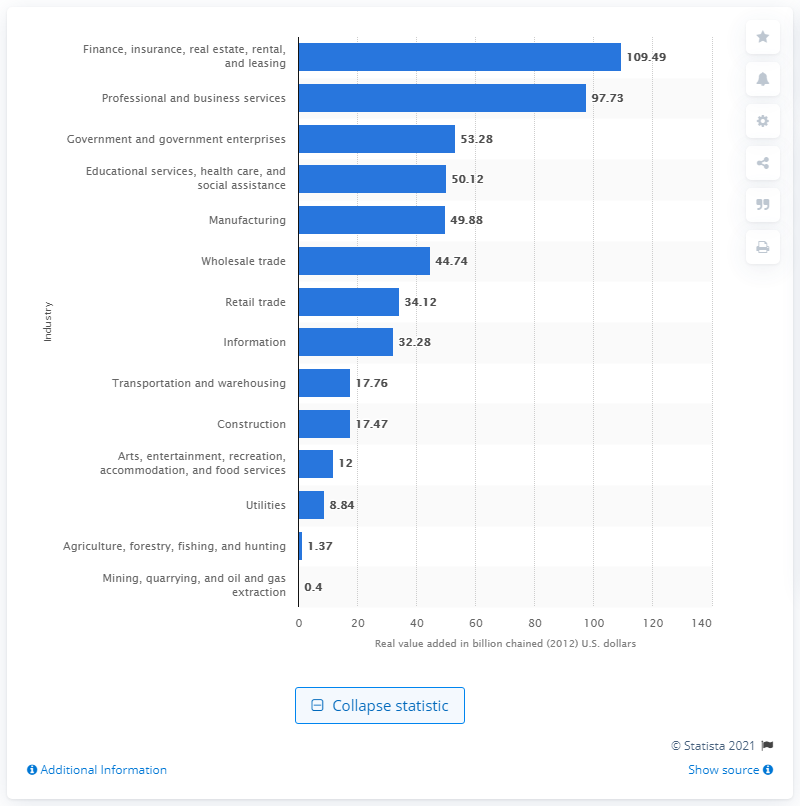 Finance, insurance, real estate, rental,
and leasing
109.49
Professional and business services
97.73
Government and government enterprises
53.28
Educational services, health care, and
social assistance
50.12
Manufacturing
49.88
Wholesale trade
44.74
Retail trade
34.12
Information
32.28
Transportation and warehousing
17.76
Construction
17.47
Arts, entertainment, recreation,
accommodation, and food services
12
Utilities
8.84
Agriculture, forestry, fishing, and hunting
1.37
Mining, quarrying, and oil and gas
extraction
0.4
Industry
0 20 40 60 80 100 120 140
Real value added in billion chained (2012) U.S. dollars
Collapse statistic
© Statista 2021
Additional Information
Show source